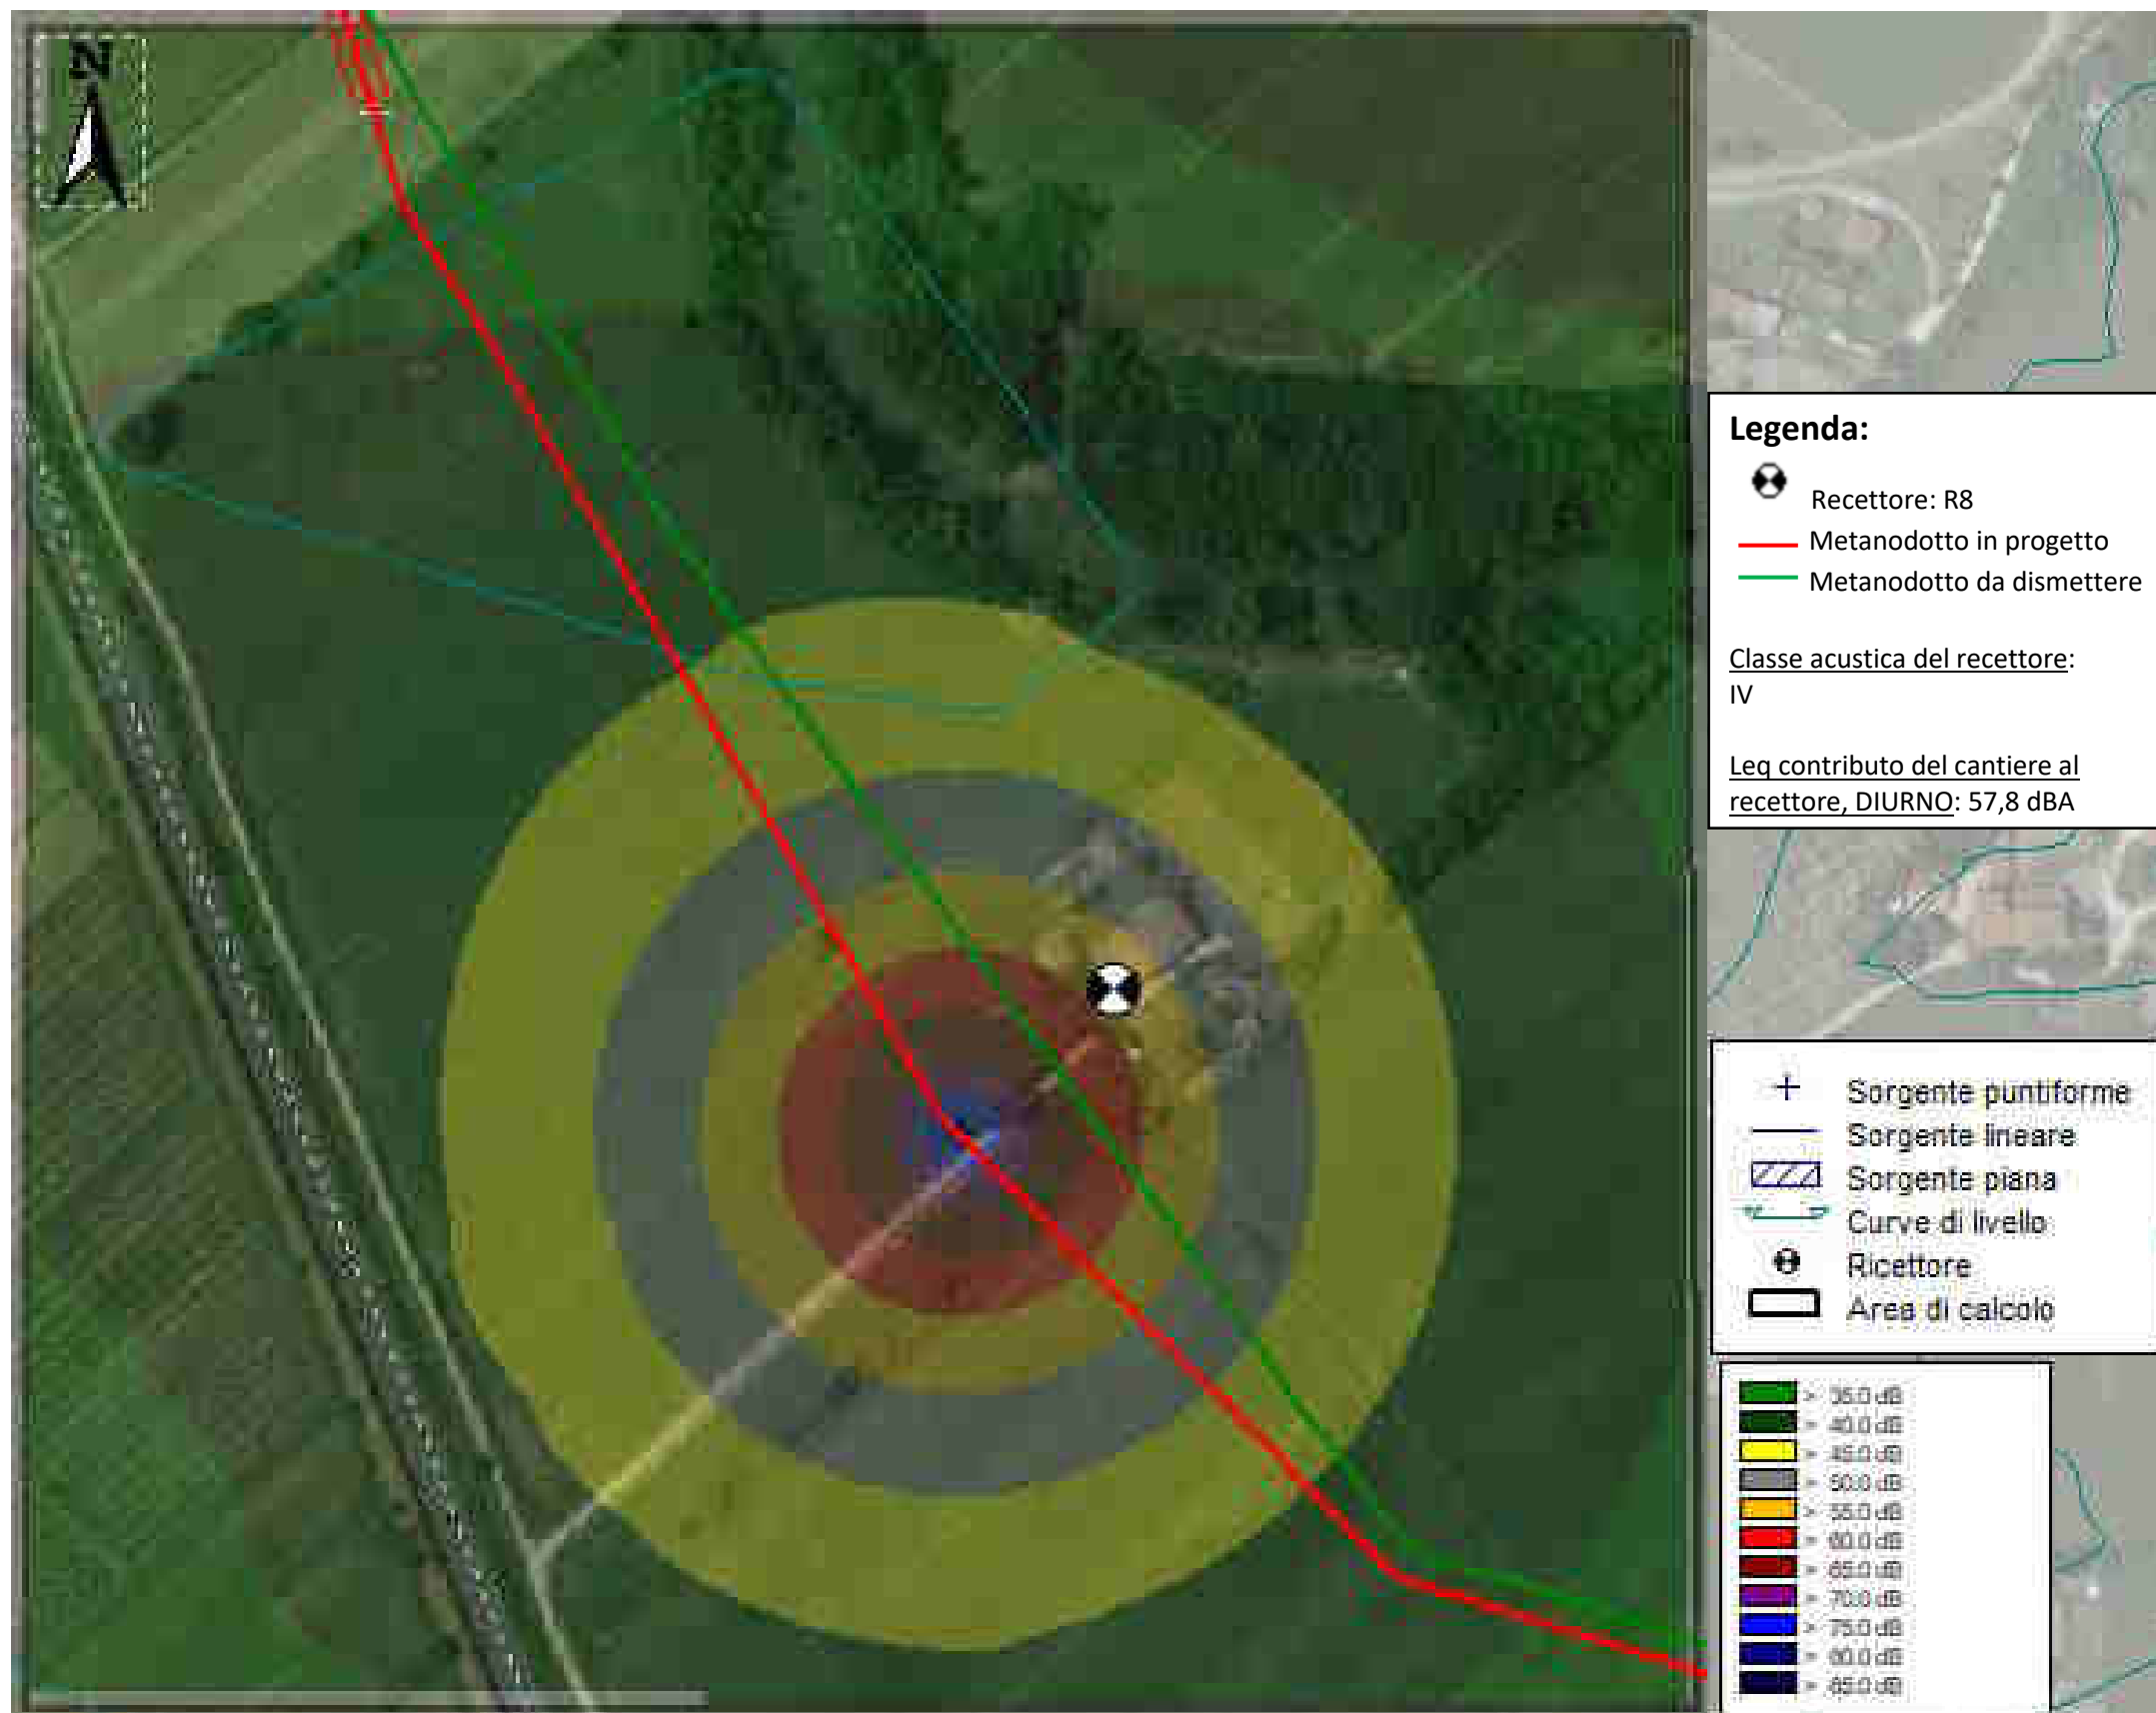 N
Legenda:
Recettore: R8
Metanodotto in progetto
Metanodotto da dismettere
Classe acustica del recettore:
IV
Leq contributo del cantiere al
recettore, DIURNO: 57,8 dBA
Sorgente puntiforme
Sorgente lineare
Sorgente piana
Curve di livello
Ricettore
Area di calcolo
> 35.0 dB
> 40.0 dB
> 45.0 dB
> 50.0 dB
> 55.0 dB
> 60.0 dB
> 65.0 dB
> 70.0 dB
> 75.0 dB
> 80.0 dB
> 85.0 dB